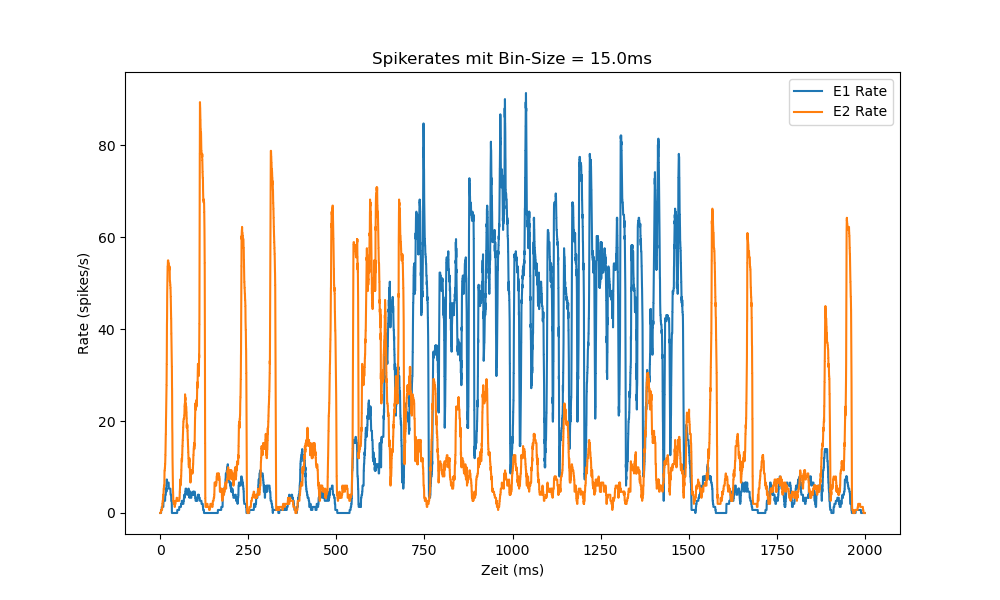 Spikerates mit Bin-Size = 15.0ms
E1 Rate
E2 Rate
80
60
40
20
0
Rate (spikes/s)
0 250 500 750 1000 1250 1500 1750 2000
Zeit (ms)